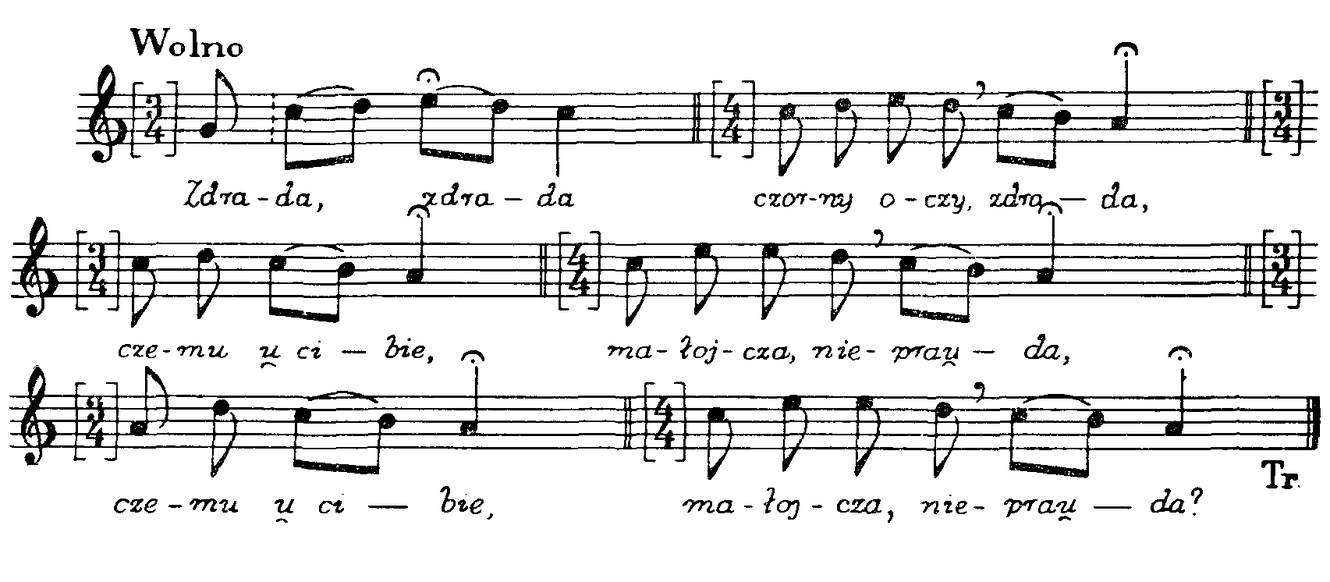 Wolno
Zdra-da, zdra-da czor-ny o-czy, zdra-da,
cze-mu u̯ ci-bie, ma-łoj-cza, nie-prau̯-da,
cze-mu u̯ ci-bie, ma-łoj-cza, nie-prau̯-da?
Tr.